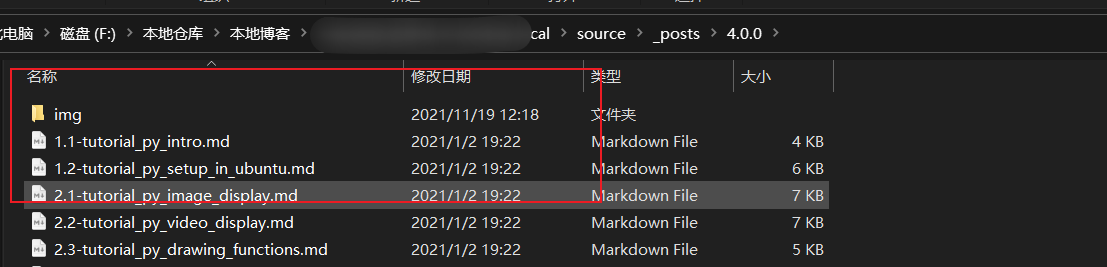 此电脑 > 磁盘 (F:) > 本地仓库 > 本地博客 > cal > source > _posts > 4.0.0 >
名称 修改日期 类型 大小
img 2021/11/19 12:18 文件夹
1.1-tutorial_py_intro.md 2021/1/2 19:22 Markdown File 4 KB
1.2-tutorial_py_setup_in_ubuntu.md 2021/1/2 19:22 Markdown File 6 KB
2.1-tutorial_py_image_display.md 2021/1/2 19:22 Markdown File 7 KB
2.2-tutorial_py_video_display.md 2021/1/2 19:22 Markdown File 7 KB
2.3-tutorial_py_drawing_functions.md 2021/1/2 19:22 Markdown File 5 KB